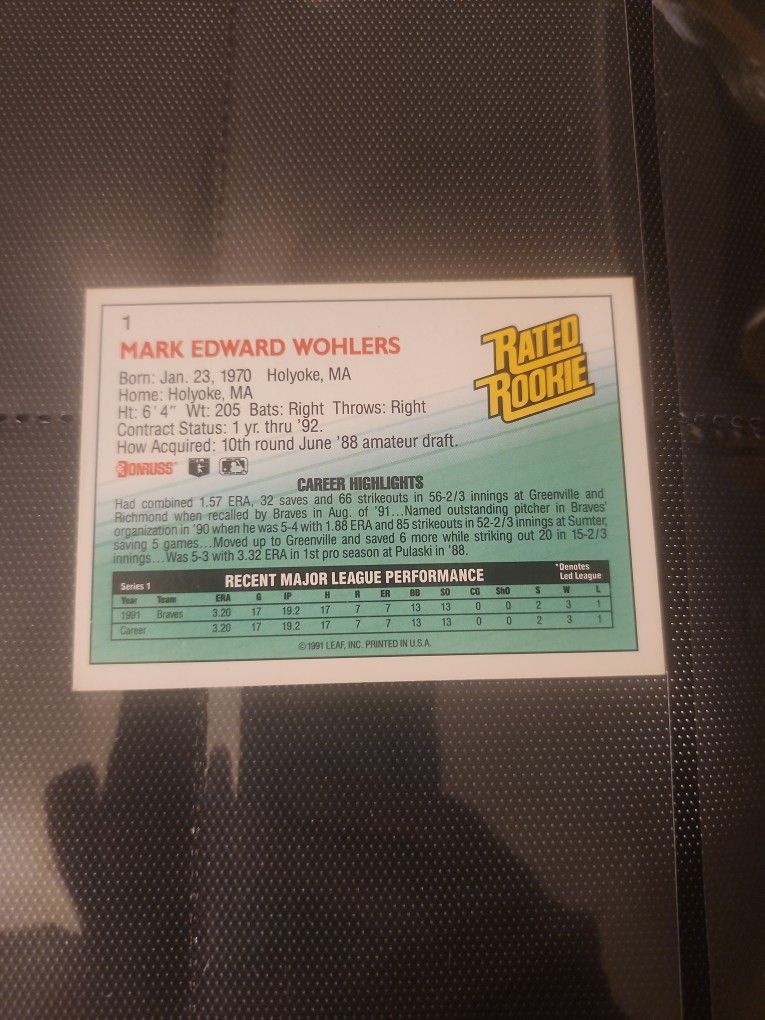 1
MARK EDWARD WOHLERS
RATED
ROOKIE
Born: Jan. 23, 1970 Holyoke, MA
Home: Holyoke, MA
Ht: 6'4" Wt: 205 Bats: Right Throws: Right
Contract Status: 1 yr. thru '92.
How Acquired: 10th round June '88 amateur draft.
DONRUSS
CAREER HIGHLIGHTS
Had combined 1.57 ERA, 32 saves and 66 strikeouts in 56-2/3 innings at Greenville and
Richmond when recalled by Braves in Aug. of '91...Named outstanding pitcher in Braves'
organization in '90 when he was 5-4 with 1.88 ERA and 85 strikeouts in 52-2/3 innings at Sumter,
saving 5 games...Moved up to Greenville and saved 6 more while striking out 20 in 15-2/3
innings...Was 5-3 with 3.32 ERA in 1st pro season at Pulaski in '88.
Series 1 RECENT MAJOR LEAGUE PERFORMANCE *Denotes
Led League
Year Team ERA G IP H R ER BB SO CG ShO S W L
1991 Braves 3.20 17 19.2 17 7 7 13 13 0 0 2 3 1
Career 3.20 17 19.2 17 7 7 13 13 0 0 2 3 1
© 1991 LEAF, INC. PRINTED IN U.S.A.